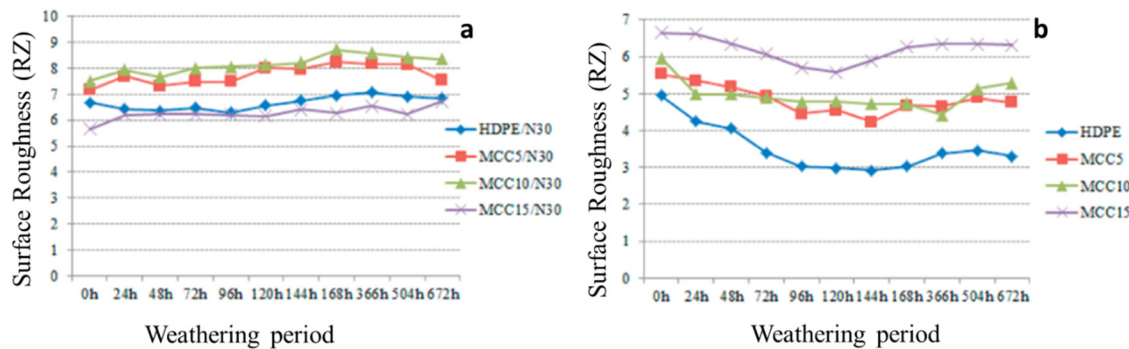 a
Surface Roughness (RZ)
10
9
8
7
6
5
4
3
2
1
0
0h 24h 48h 72h 96h 120h 144h 168h 366h 504h 672h
Weathering period
HDPE/N30
MCC5/N30
MCC10/N30
MCC15/N30
b
Surface Roughness (RZ)
7
6
5
4
3
2
1
0
0h 24h 48h 72h 96h 120h 144h 168h 366h 504h 672h
Weathering period
HDPE
MCC5
MCC10
MCC15